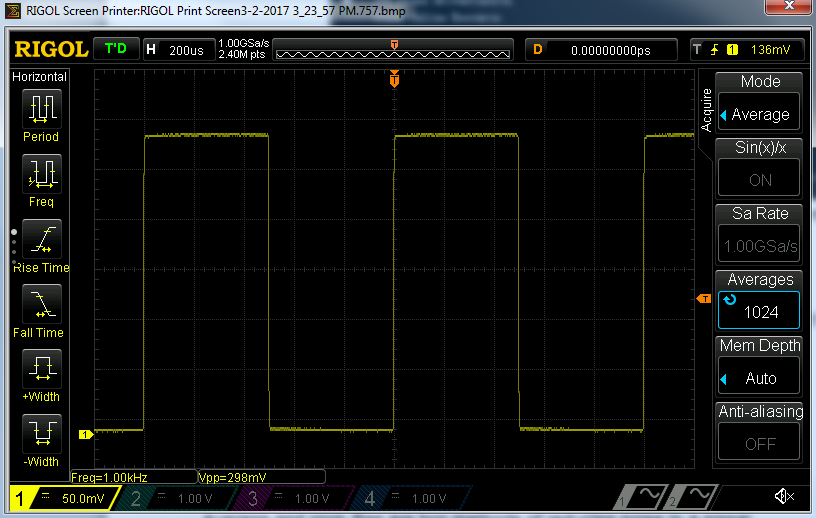 RIGOL Screen Printer:RIGOL Print Screen3-2-2017 3_23_57 PM.757.bmp
RIGOL T'D H 200us 1.00GSa/s 2.40M pts T D 0.00000000ps T 1 136mV
Horizontal
Period
Freq
Rise Time
Fall Time
+Width
-Width
T
T
1
Freq=1.00kHz Vpp=298mV
Acquire
Mode
Average
Sin(x)/x
ON
Sa Rate
1.00GSa/s
Averages
1024
Mem Depth
Auto
Anti-aliasing
OFF
1 50.0mV 2 1.00 V 3 1.00 V 4 1.00 V 1 2